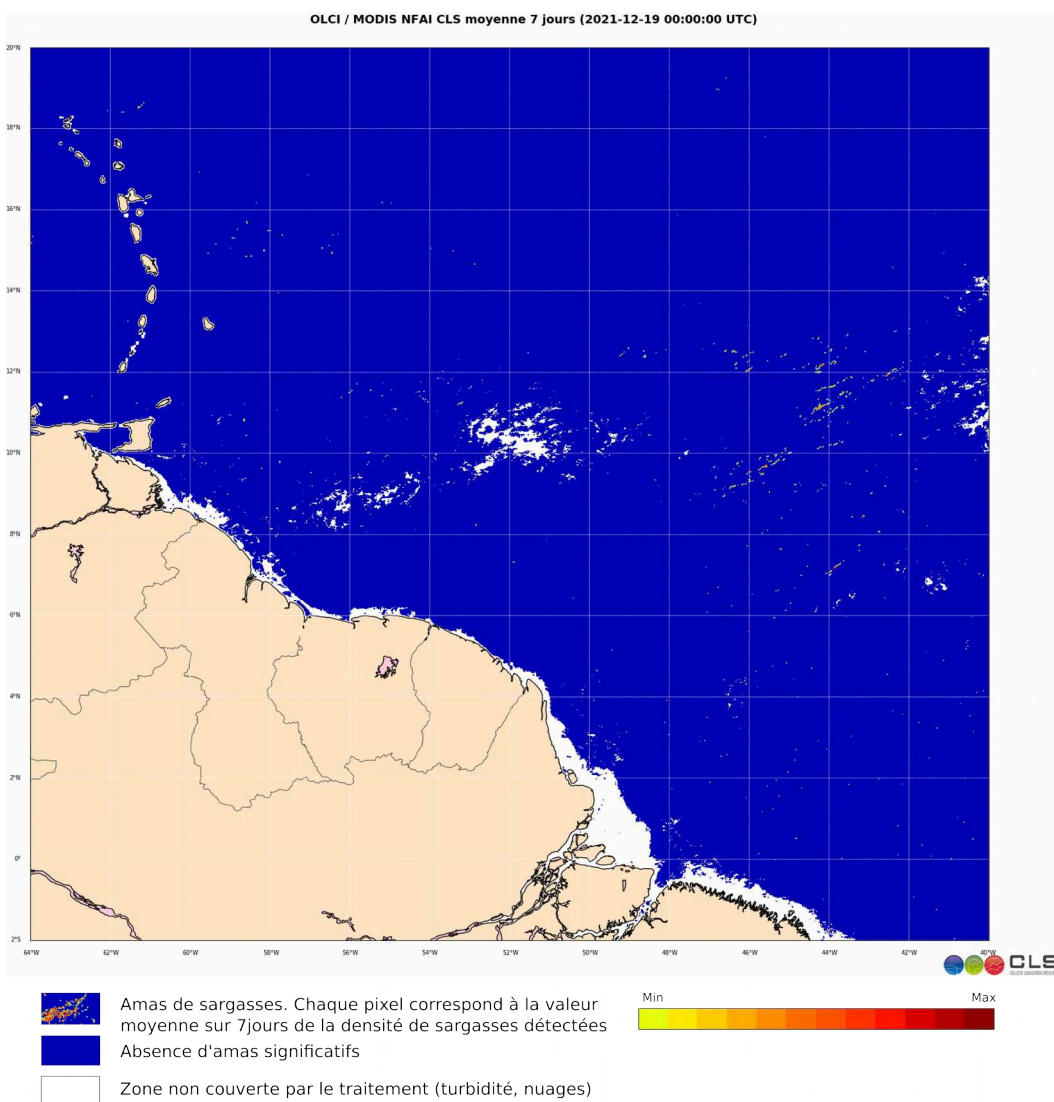 OLCI / MODIS NFAI CLS moyenne 7 jours (2021-12-19 00:00:00 UTC)
20°N
18°N
16°N
14°N
12°N
10°N
8°N
6°N
4°N
2°N
0°
2°S
64°W 62°W 60°W 58°W 56°W 54°W 52°W 50°W 48°W 46°W 44°W 42°W 40°W
CLS
Amas de sargasses. Chaque pixel correspond à la valeur
moyenne sur 7jours de la densité de sargasses détectées
Min Max
Absence d'amas significatifs
Zone non couverte par le traitement (turbidité, nuages)